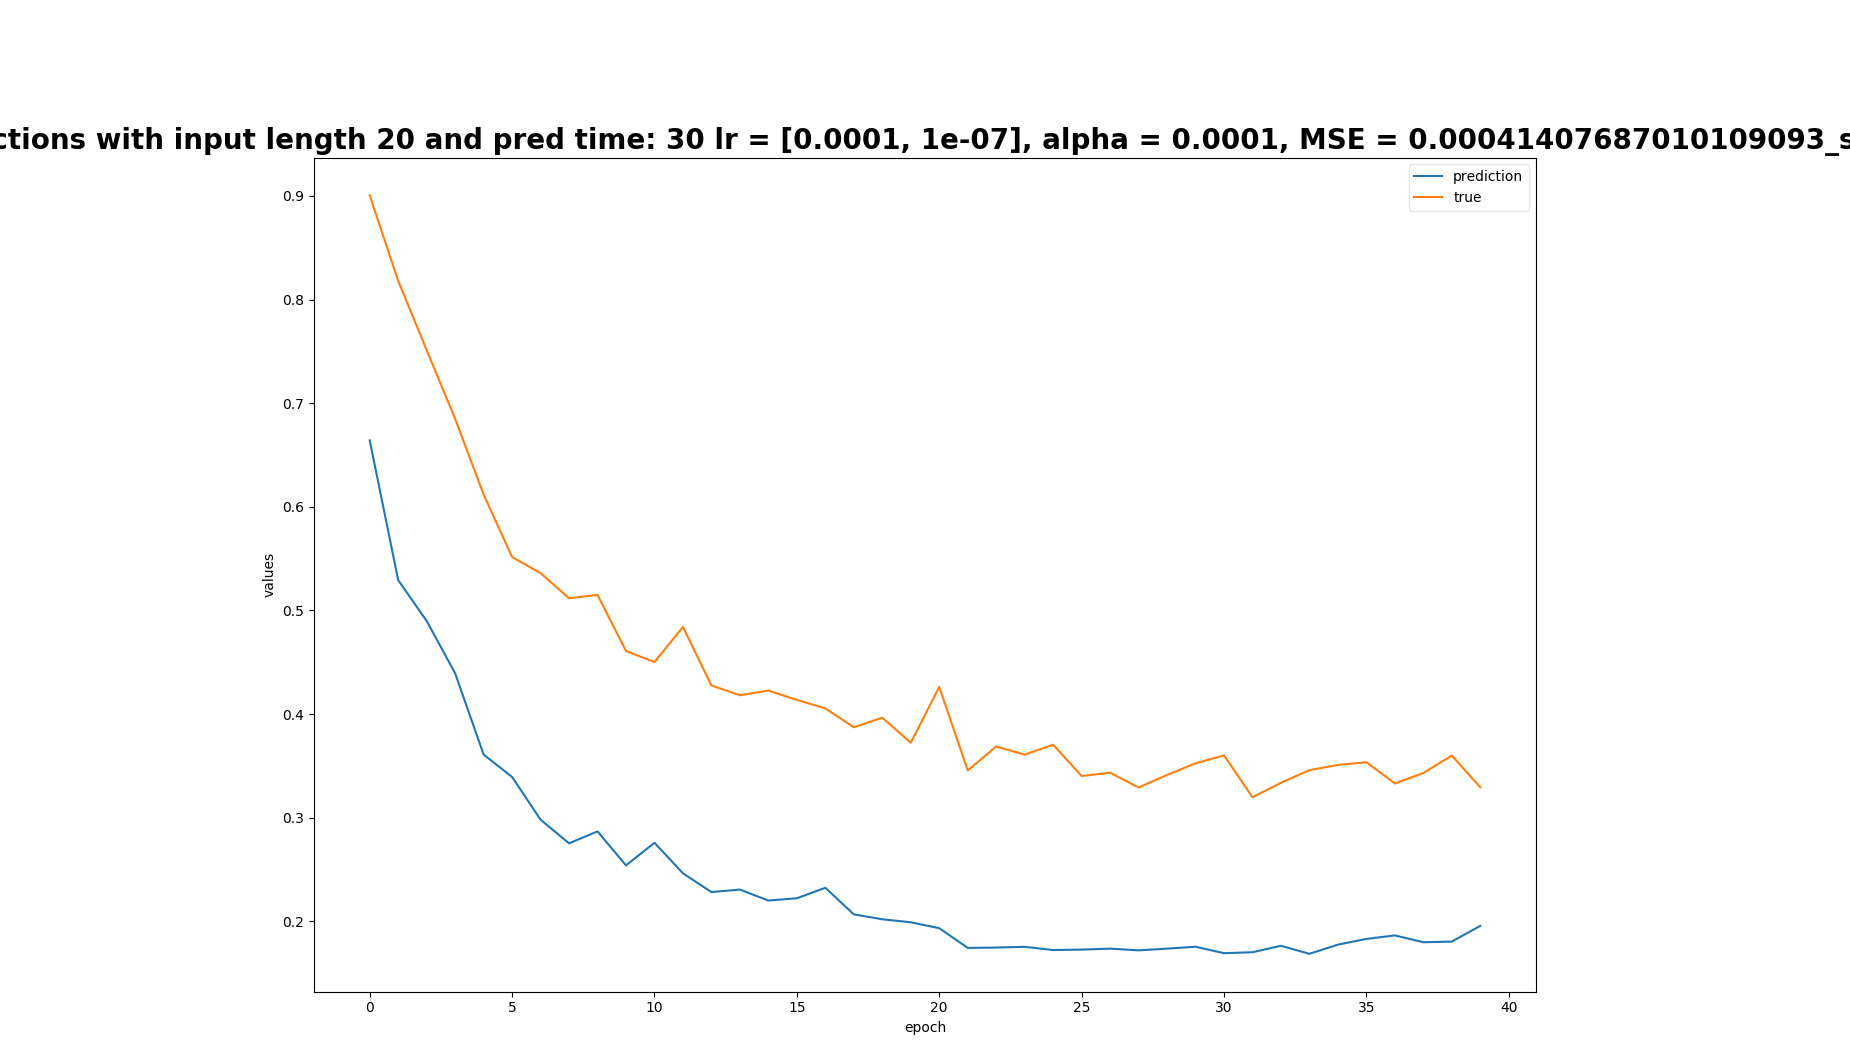 ctions with input length 20 and pred time: 30 lr = [0.0001, 1e-07], alpha = 0.0001, MSE = 0.00041407687010109093_s
prediction
true
0.9
0.8
0.7
0.6
0.5
0.4
0.3
0.2
values
0 5 10 15 20 25 30 35 40
epoch